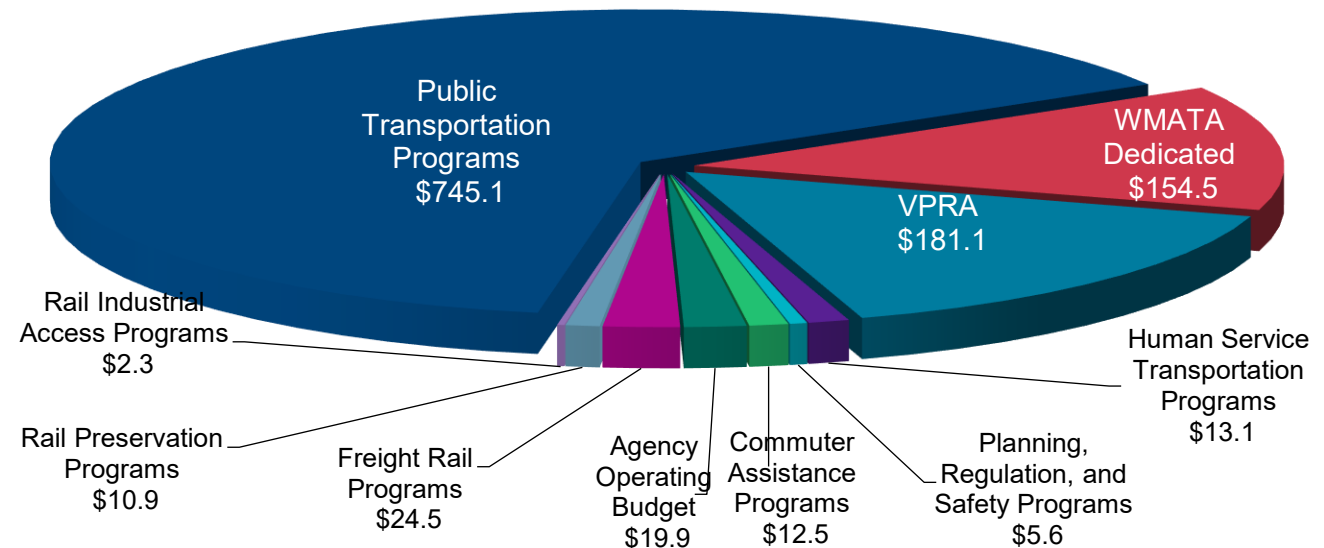 Public
Transportation
Programs
$745.1
WMATA
Dedicated
$154.5
VPRA
$181.1
Rail Industrial
Access Programs
$2.3
Rail Preservation
Programs
$10.9
Freight Rail
Programs
$24.5
Agency
Operating
Budget
$19.9
Commuter
Assistance
Programs
$12.5
Planning,
Regulation, and
Safety Programs
$5.6
Human Service
Transportation
Programs
$13.1